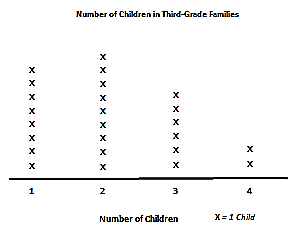 Number of Children in Third-Grade Families
X
X X
X X
X X X
X X X
X X X
X X X
X X X X
X X X X
1 2 3 4
Number of Children X = 1 Child